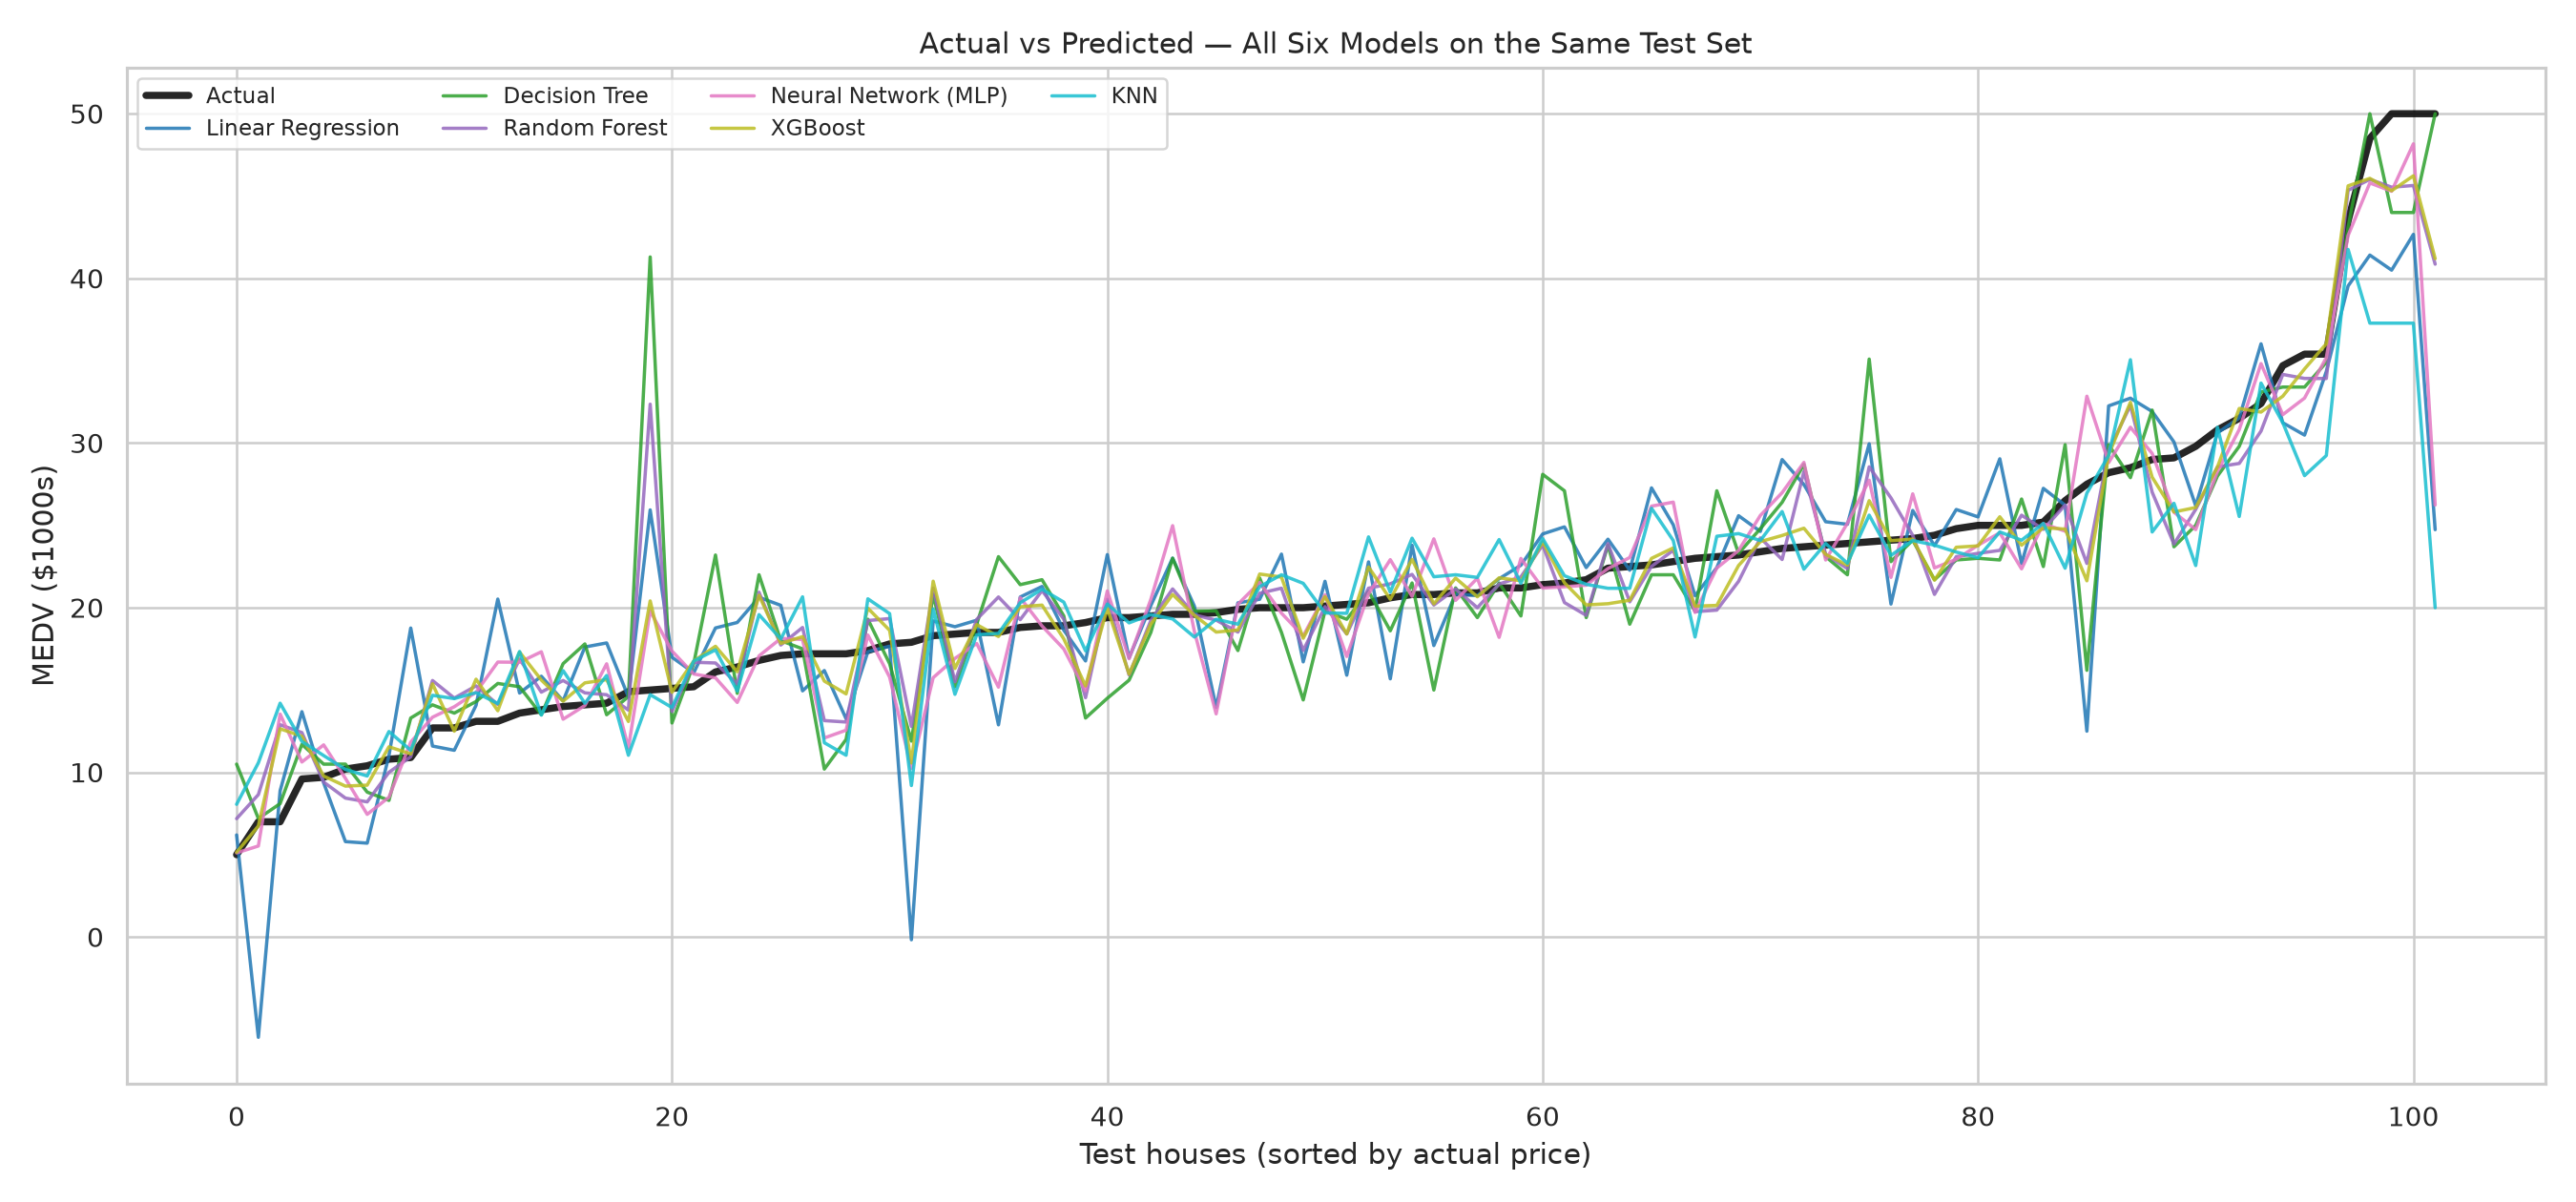 Actual vs Predicted — All Six Models on the Same Test Set
Actual Decision Tree Neural Network (MLP) KNN
Linear Regression Random Forest XGBoost
50
40
30
20
10
0
MEDV ($1000s)
0 20 40 60 80 100
Test houses (sorted by actual price)